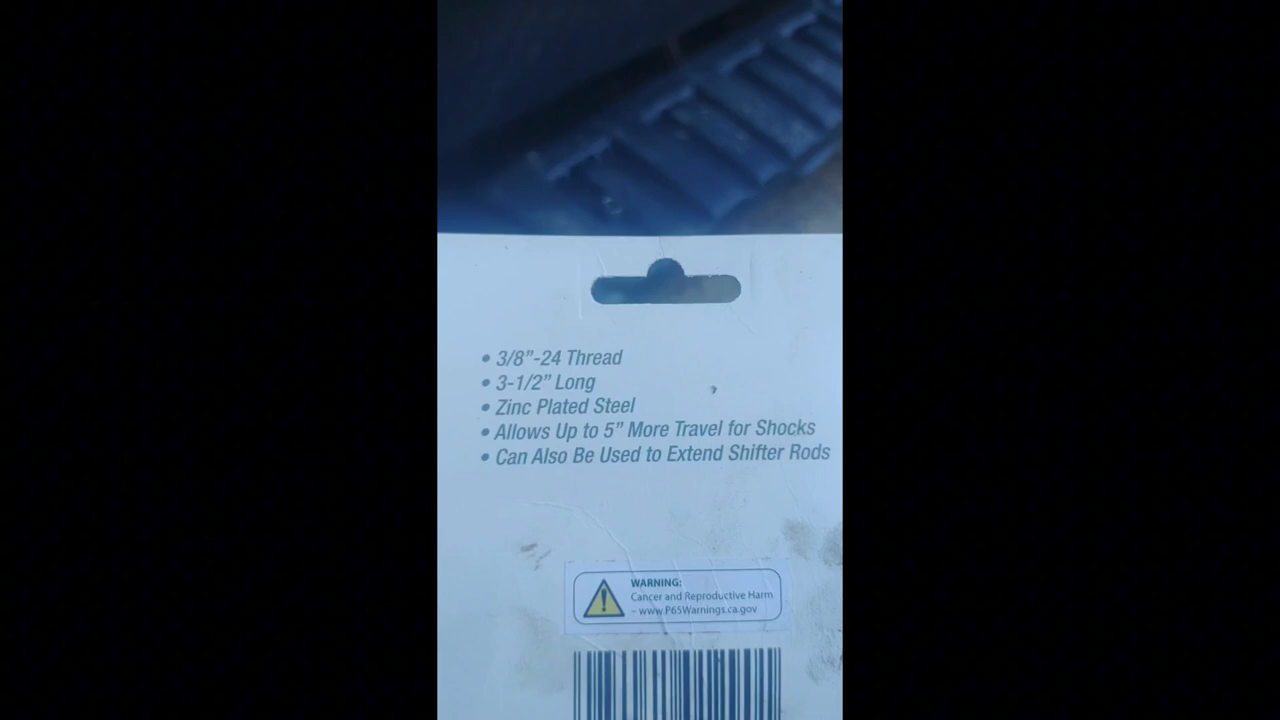 • 3/8”-24 Thread
• 3-1/2” Long
• Zinc Plated Steel
• Allows Up to 5” More Travel for Shocks
• Can Also Be Used to Extend Shifter Rods
WARNING:
Cancer and Reproductive Harm
– www.P65Warnings.ca.gov